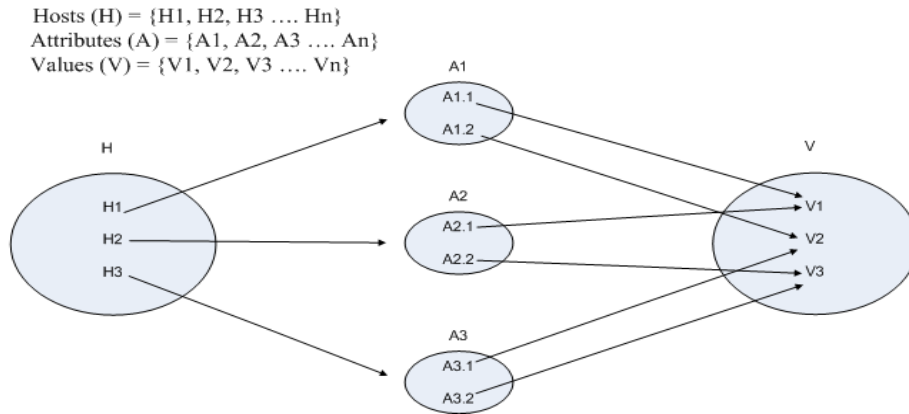 Hosts (H) = {H1, H2, H3 …. Hn}
Attributes (A) = {A1, A2, A3 …. An}
Values (V) = {V1, V2, V3 …. Vn}
H
H1
H2
H3
A1
A1.1
A1.2
A2
A2.1
A2.2
A3
A3.1
A3.2
V
V1
V2
V3